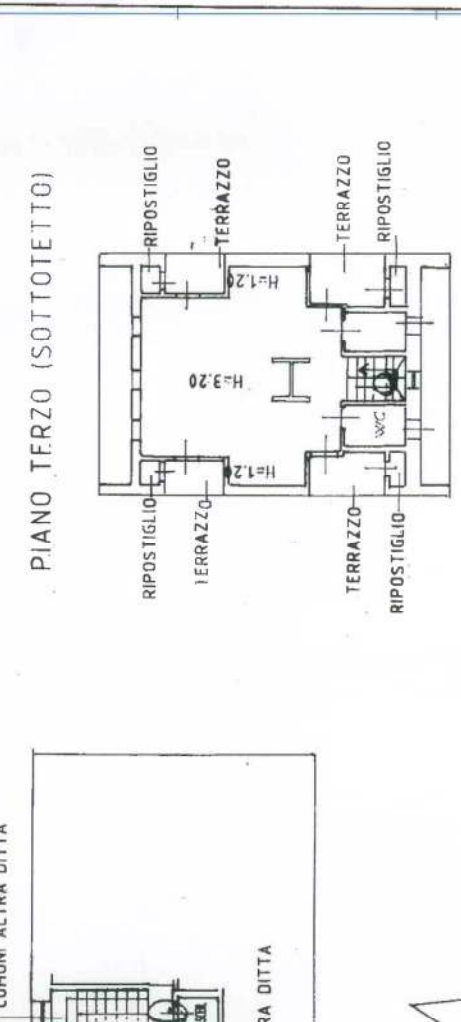 PIANO TERZO (SOTTOTETTO)
RIPOSTIGLIO
TERRAZZO
TERRAZZO
RIPOSTIGLIO
H=1.20
H=3.20
H=1.2
WC
RIPOSTIGLIO
TERRAZZO
TERRAZZO
RIPOSTIGLIO
COMUNI ALTRA DITTA
RA DITTA